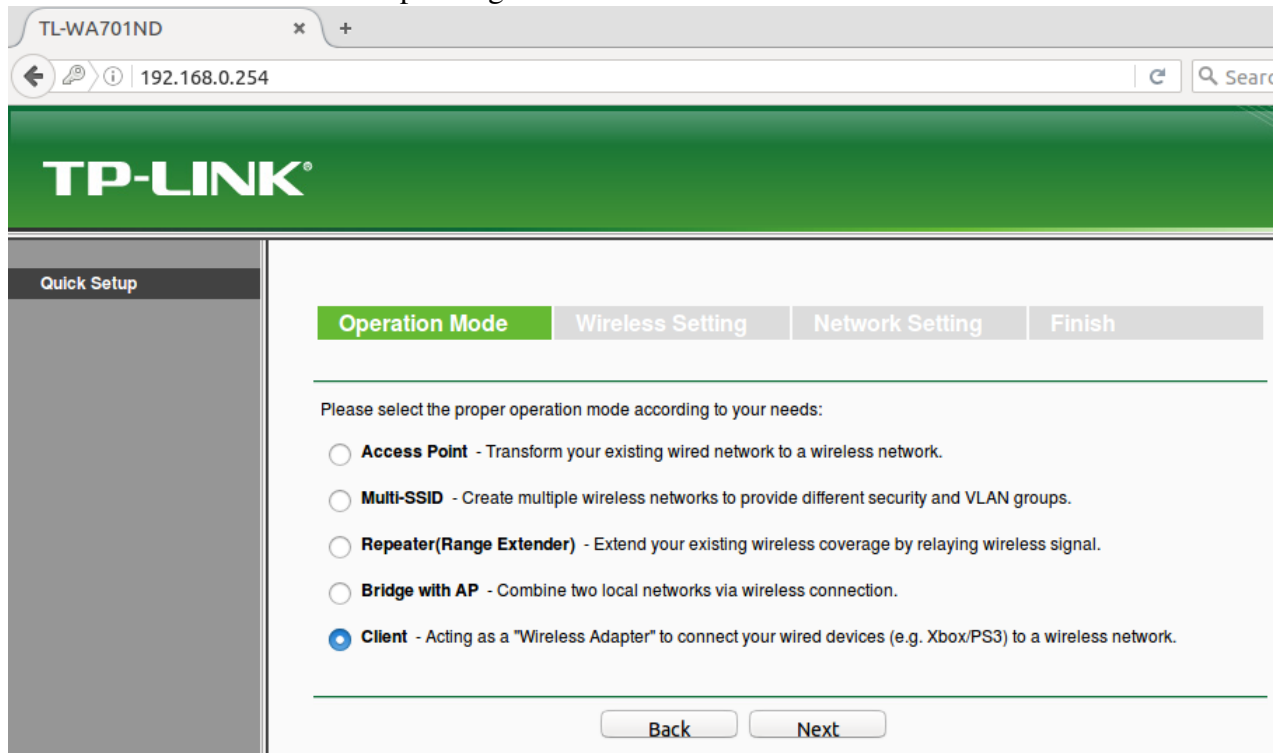 TL-WA701ND
192.168.0.254
Sear
TP-LINK®
Quick Setup
Operation Mode Wireless Setting Network Setting Finish
Please select the proper operation mode according to your needs:
Access Point - Transform your existing wired network to a wireless network.
Multi-SSID - Create multiple wireless networks to provide different security and VLAN groups.
Repeater(Range Extender) - Extend your existing wireless coverage by relaying wireless signal.
Bridge with AP - Combine two local networks via wireless connection.
Client - Acting as a "Wireless Adapter" to connect your wired devices (e.g. Xbox/PS3) to a wireless network.
Back Next